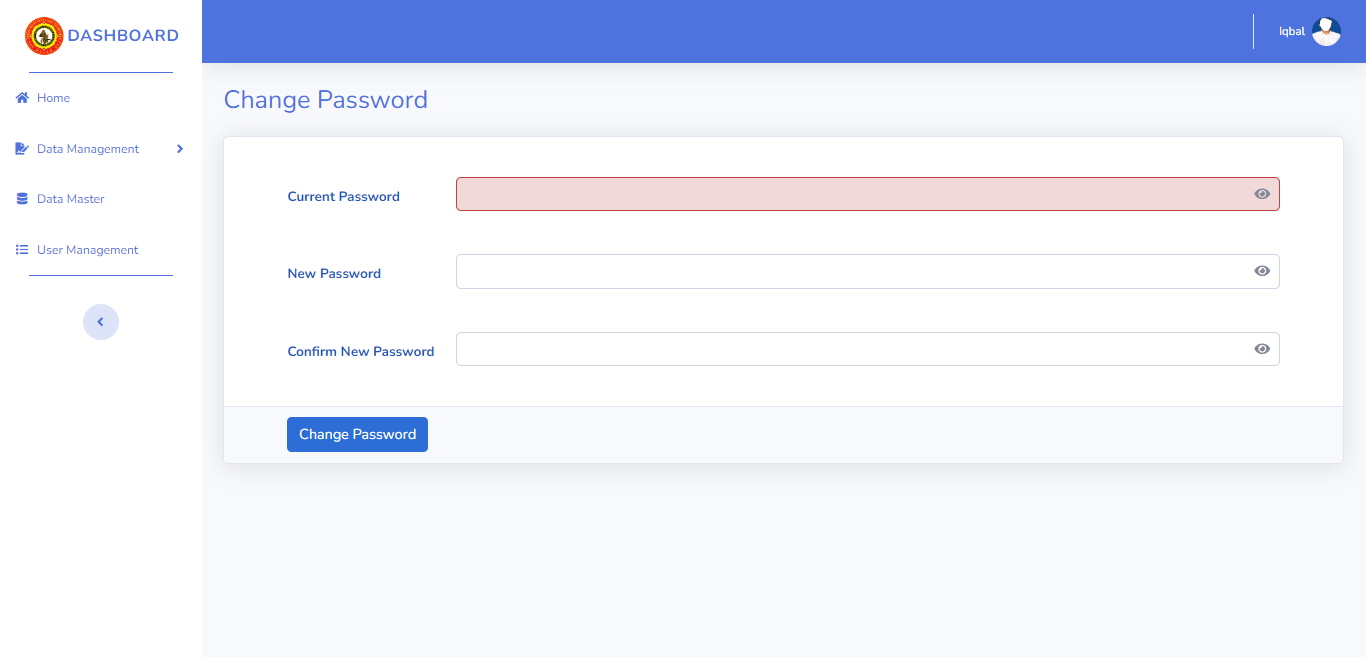 DASHBOARD
Iqbal
Home
Data Management
Data Master
User Management
Change Password
Current Password
New Password
Confirm New Password
Change Password